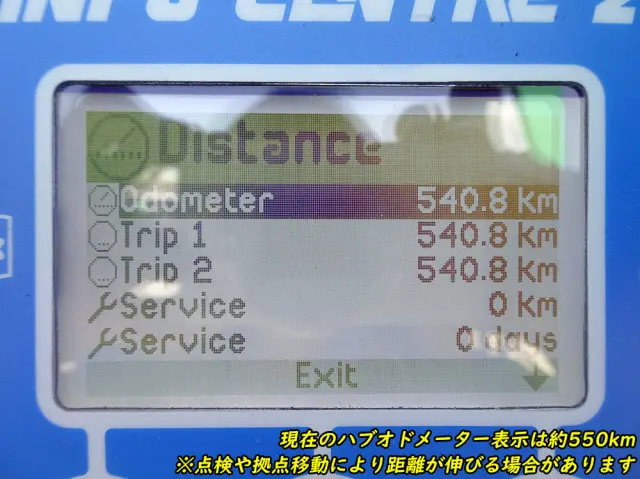 INFO CENTRE 2
Distance
Odometer 540.8 km
Trip 1 540.8 km
Trip 2 540.8 km
Service 0 km
Service 0 days
Exit
現在のハブオドメーター表示は約550km
※点検や拠点移動により距離が伸びる場合があります